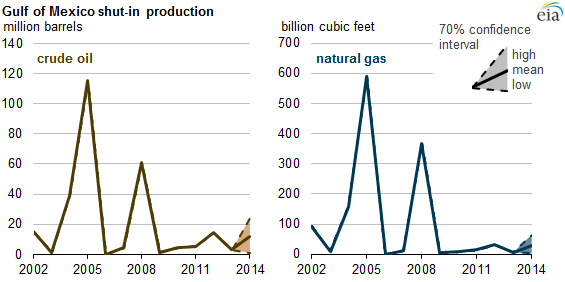 Gulf of Mexico shut-in production
million barrels
billion cubic feet
eia
70% confidence
interval
high
mean
low
crude oil
140
120
100
80
60
40
20
0
2002
2005
2008
2011
2014
natural gas
700
600
500
400
300
200
100
0
2002
2005
2008
2011
2014